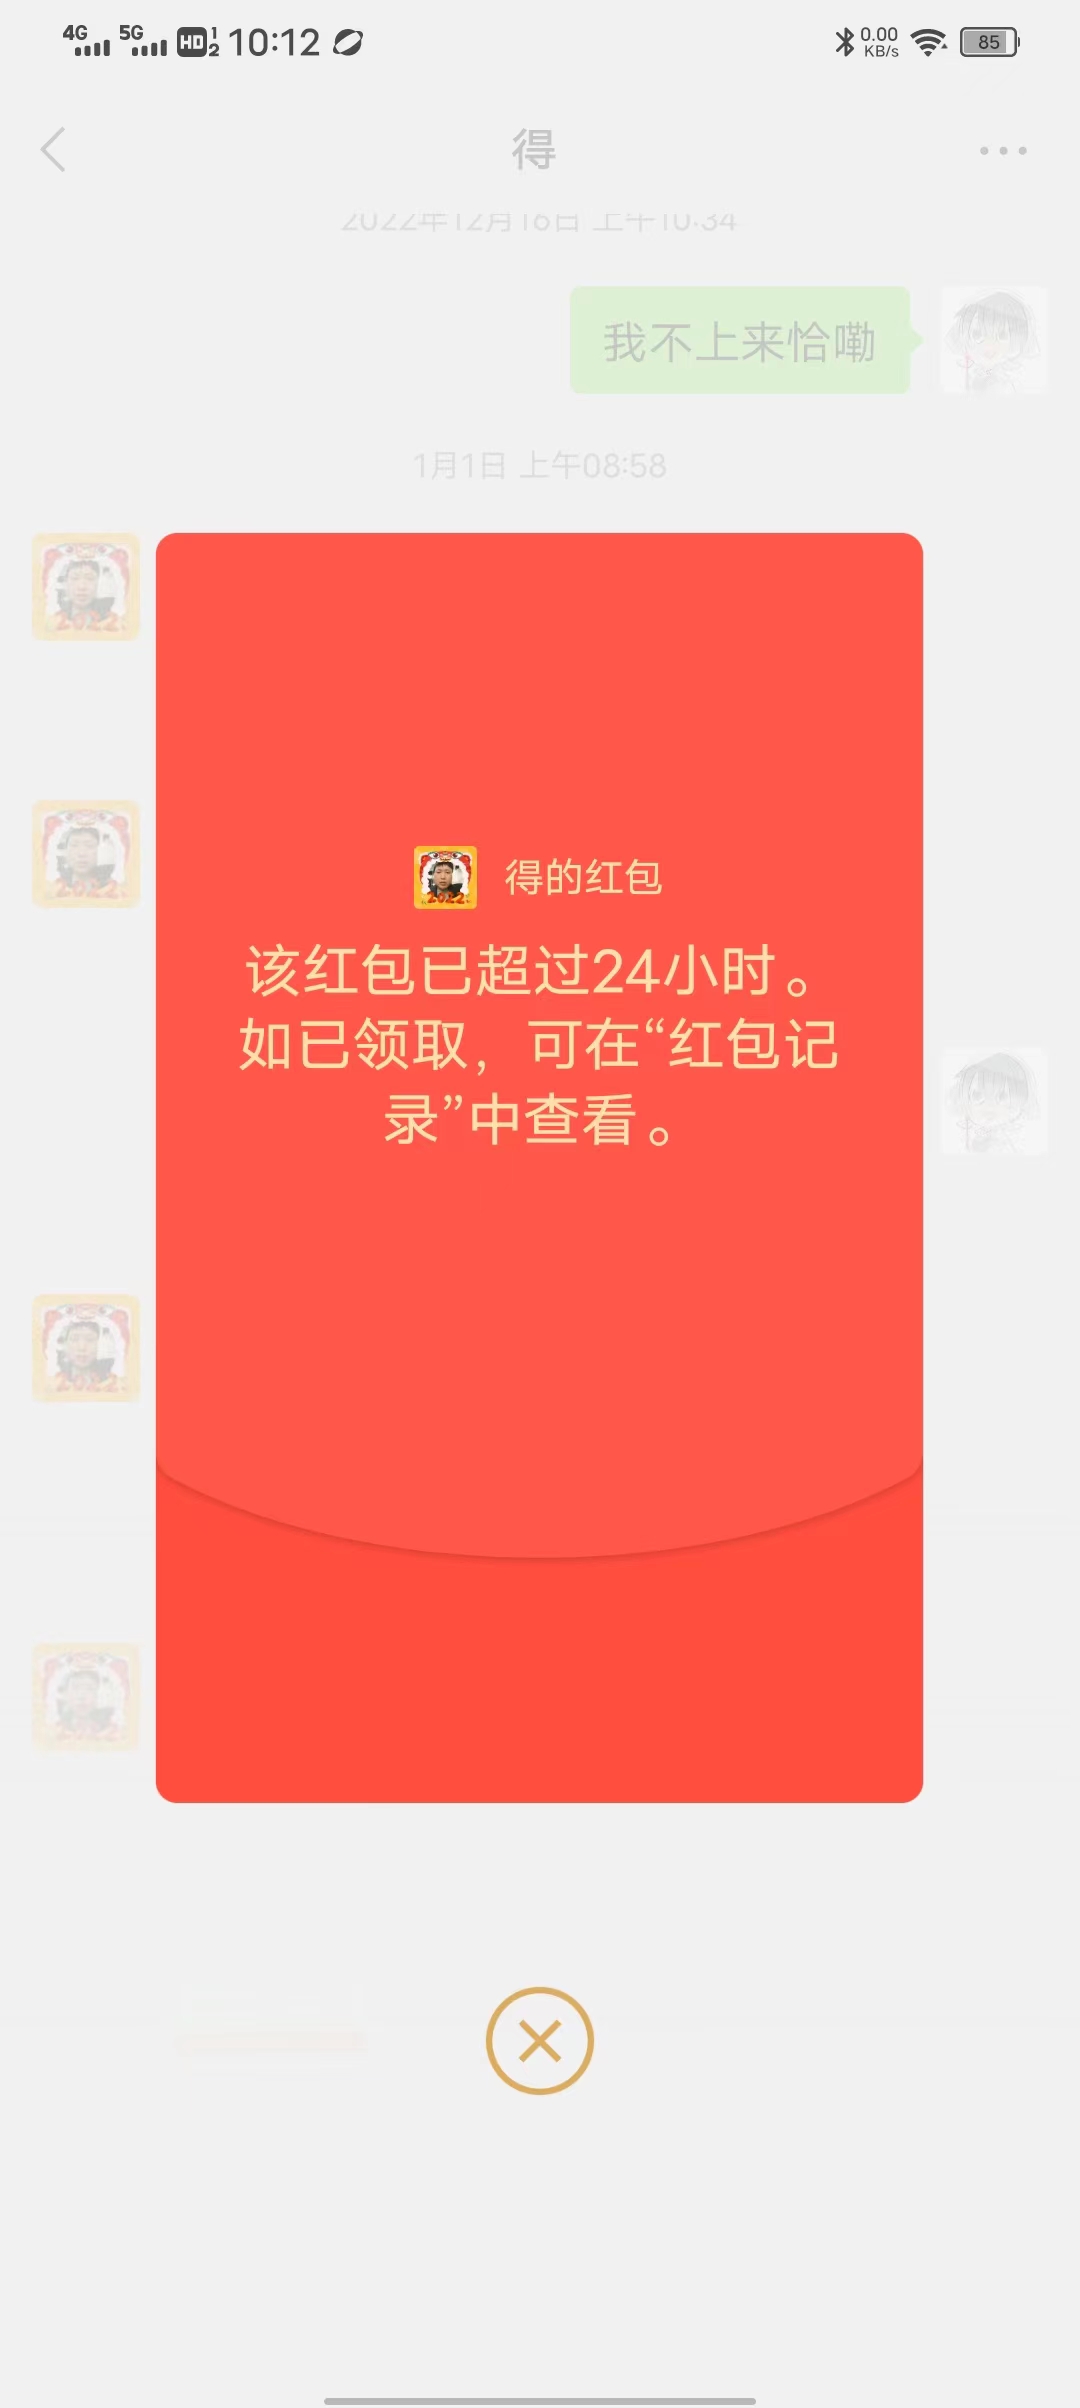 4G 5G HD 1 2 10:12 0.00 KB/s 85
得
2022年12月16日 上午10:34
我不上来恰嘞
1月1日 上午08:58
得的红包
该红包已超过24小时。
如已领取，可在“红包记
录”中查看。